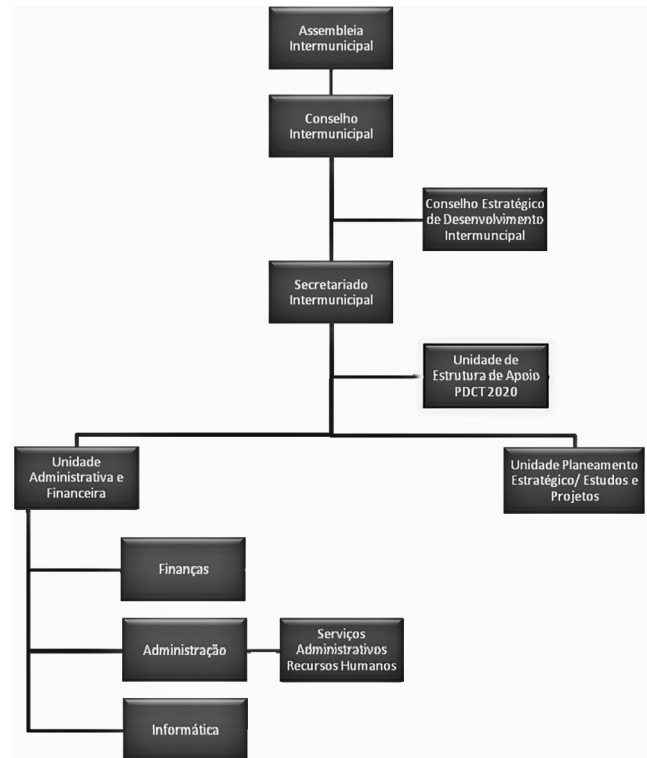 Assembleia
Intermunicipal
Conselho
Intermunicipal
Conselho Estratégico
de Desenvolvimento
Intermuncipal
Secretariado
Intermunicipal
Unidade de
Estrutura de Apoio
PDCT 2020
Unidade
Administrativa e
Financeira
Unidade Planeamento
Estratégico/ Estudos e
Projetos
Finanças
Administração
Serviços
Administrativos
Recursos Humanos
Informática